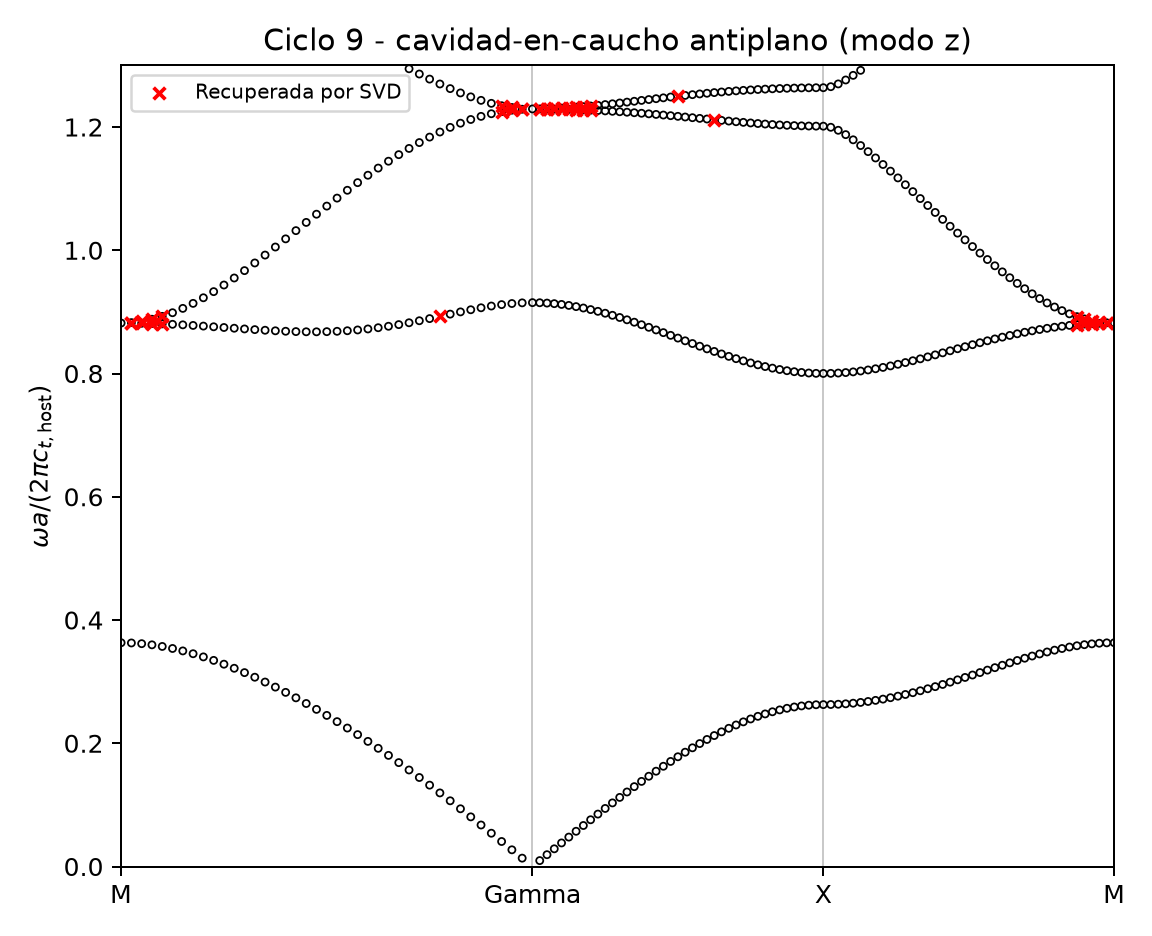 Ciclo 9 - cavidad-en-caucho antiplano (modo z)
Recuperada por SVD
ωa/(2πc_{t,host})
1.2
1.0
0.8
0.6
0.4
0.2
0.0
M Gamma X M